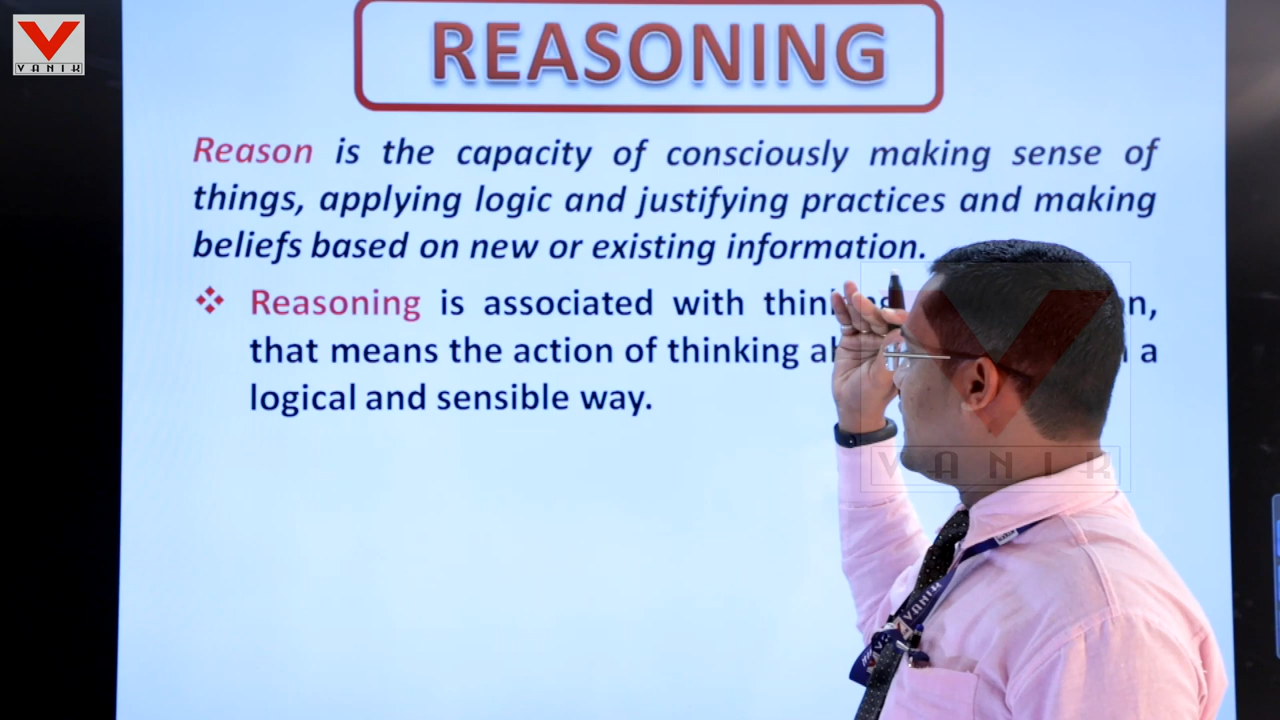 VANIK
REASONING
Reason is the capacity of consciously making sense of
things, applying logic and justifying practices and making
beliefs based on new or existing information.
❖ Reasoning is associated with
that means the action of thinking a
logical and sensible way.
VANIK
VANIK